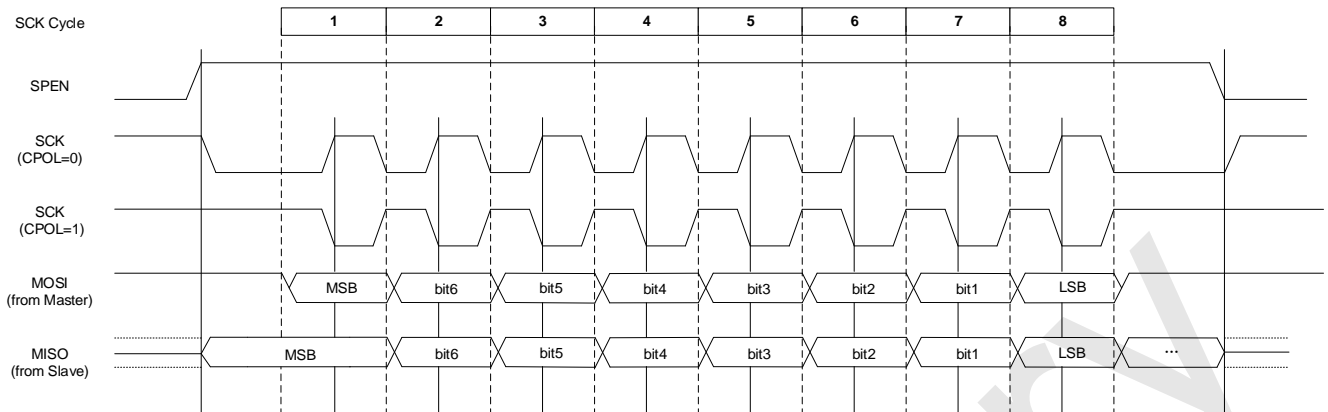 SCK Cycle 1 2 3 4 5 6 7 8
SPEN
SCK
(CPOL=0)
SCK
(CPOL=1)
MOSI
(from Master)
MSB bit6 bit5 bit4 bit3 bit2 bit1 LSB
MISO
(from Slave)
MSB bit6 bit5 bit4 bit3 bit2 bit1 LSB ...